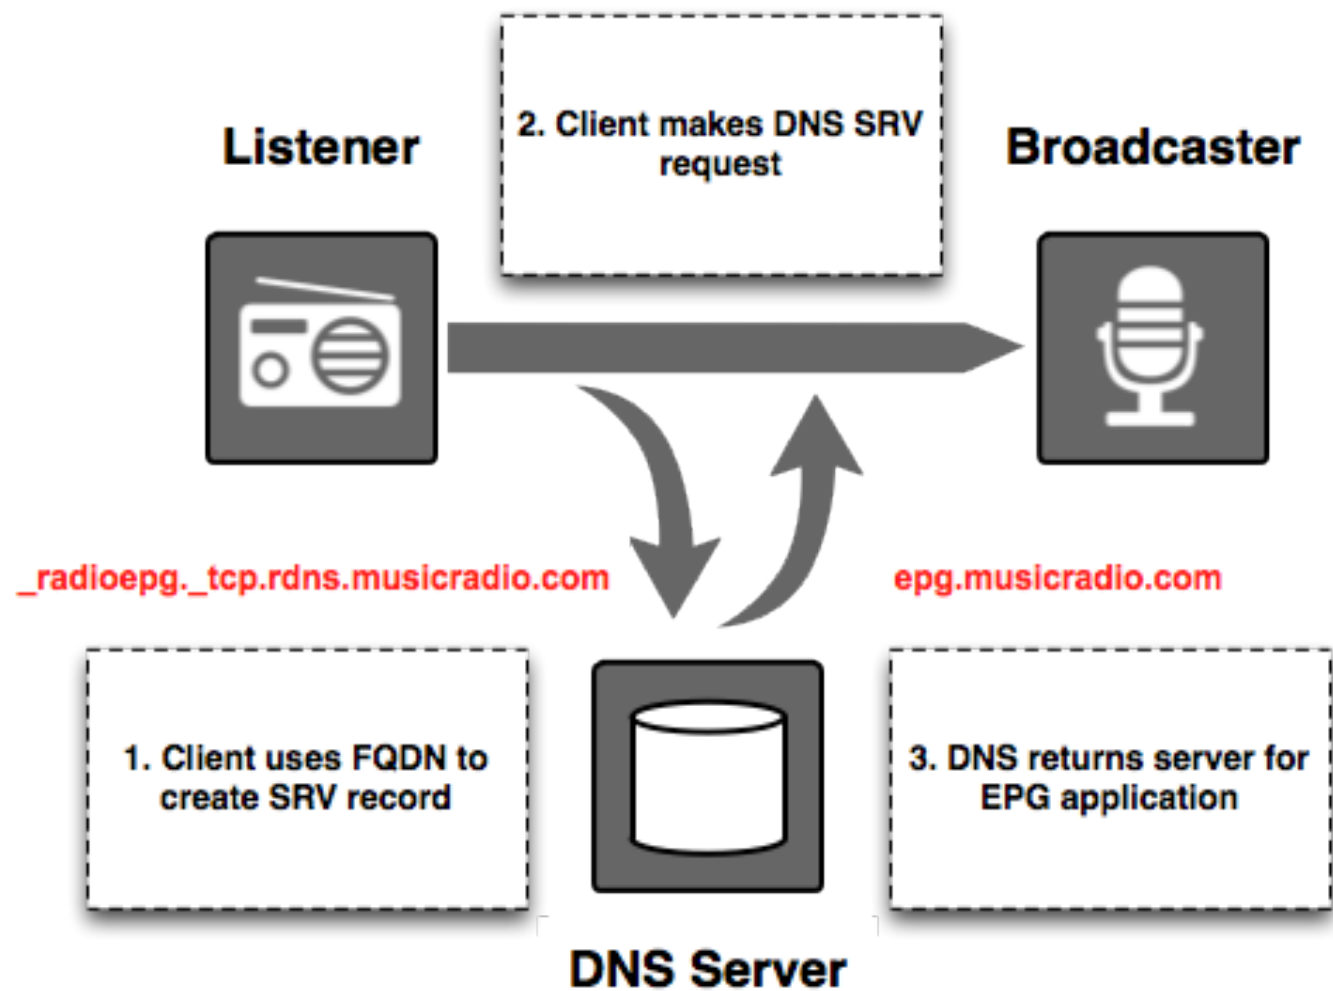 2. Client makes DNS SRV
request
Listener
Broadcaster
_radioepg._tcp.rdns.musicradio.com
epg.musicradio.com
1. Client uses FQDN to
create SRV record
3. DNS returns server for
EPG application
DNS Server